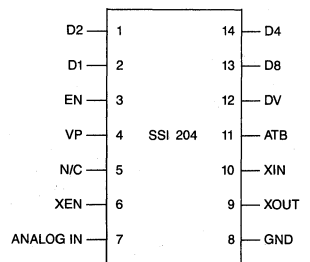 D2 1 14 D4
D1 2 13 D8
EN 3 12 DV
VP 4 SSI 204 11 ATB
N/C 5 10 XIN
XEN 6 9 XOUT
ANALOG IN 7 8 GND